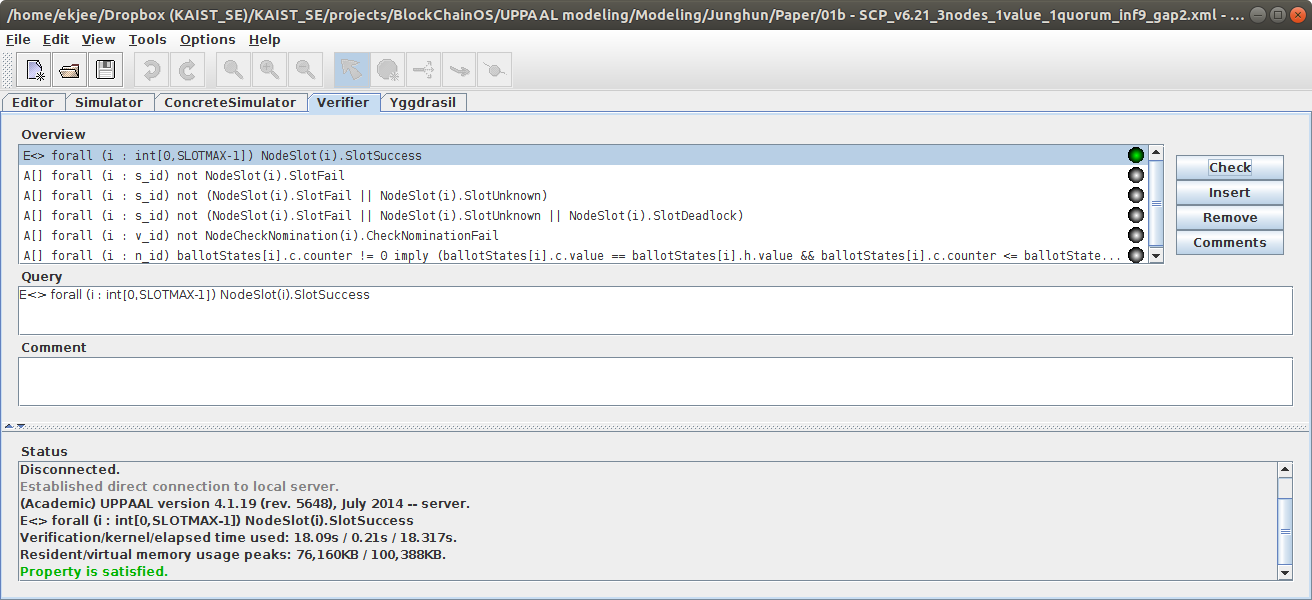 /home/ekjee/Dropbox (KAIST_SE)/KAIST_SE/projects/BlockChainOS/UPPAAL modeling/Modeling/Junghun/Paper/01b - SCP_v6.21_3nodes_1value_1quorum_inf9_gap2.xml - ...
File Edit View Tools Options Help
Editor Simulator ConcreteSimulator Verifier Yggdrasil
Overview
E<> forall (i : int[0,SLOTMAX-1]) NodeSlot(i).SlotSuccess
A[] forall (i : s_id) not NodeSlot(i).SlotFail
A[] forall (i : s_id) not (NodeSlot(i).SlotFail || NodeSlot(i).SlotUnknown)
A[] forall (i : s_id) not (NodeSlot(i).SlotFail || NodeSlot(i).SlotUnknown || NodeSlot(i).SlotDeadlock)
A[] forall (i : v_id) not NodeCheckNomination(i).CheckNominationFail
A[] forall (i : n_id) ballotStates[i].c.counter != 0 imply (ballotStates[i].c.value == ballotStates[i].h.value && ballotStates[i].c.counter <= ballotState...
Check
Insert
Remove
Comments
Query
E<> forall (i : int[0,SLOTMAX-1]) NodeSlot(i).SlotSuccess
Comment
Status
Disconnected.
Established direct connection to local server.
(Academic) UPPAAL version 4.1.19 (rev. 5648), July 2014 -- server.
E<> forall (i : int[0,SLOTMAX-1]) NodeSlot(i).SlotSuccess
Verification/kernel/elapsed time used: 18.09s / 0.21s / 18.317s.
Resident/virtual memory usage peaks: 76,160KB / 100,388KB.
Property is satisfied.